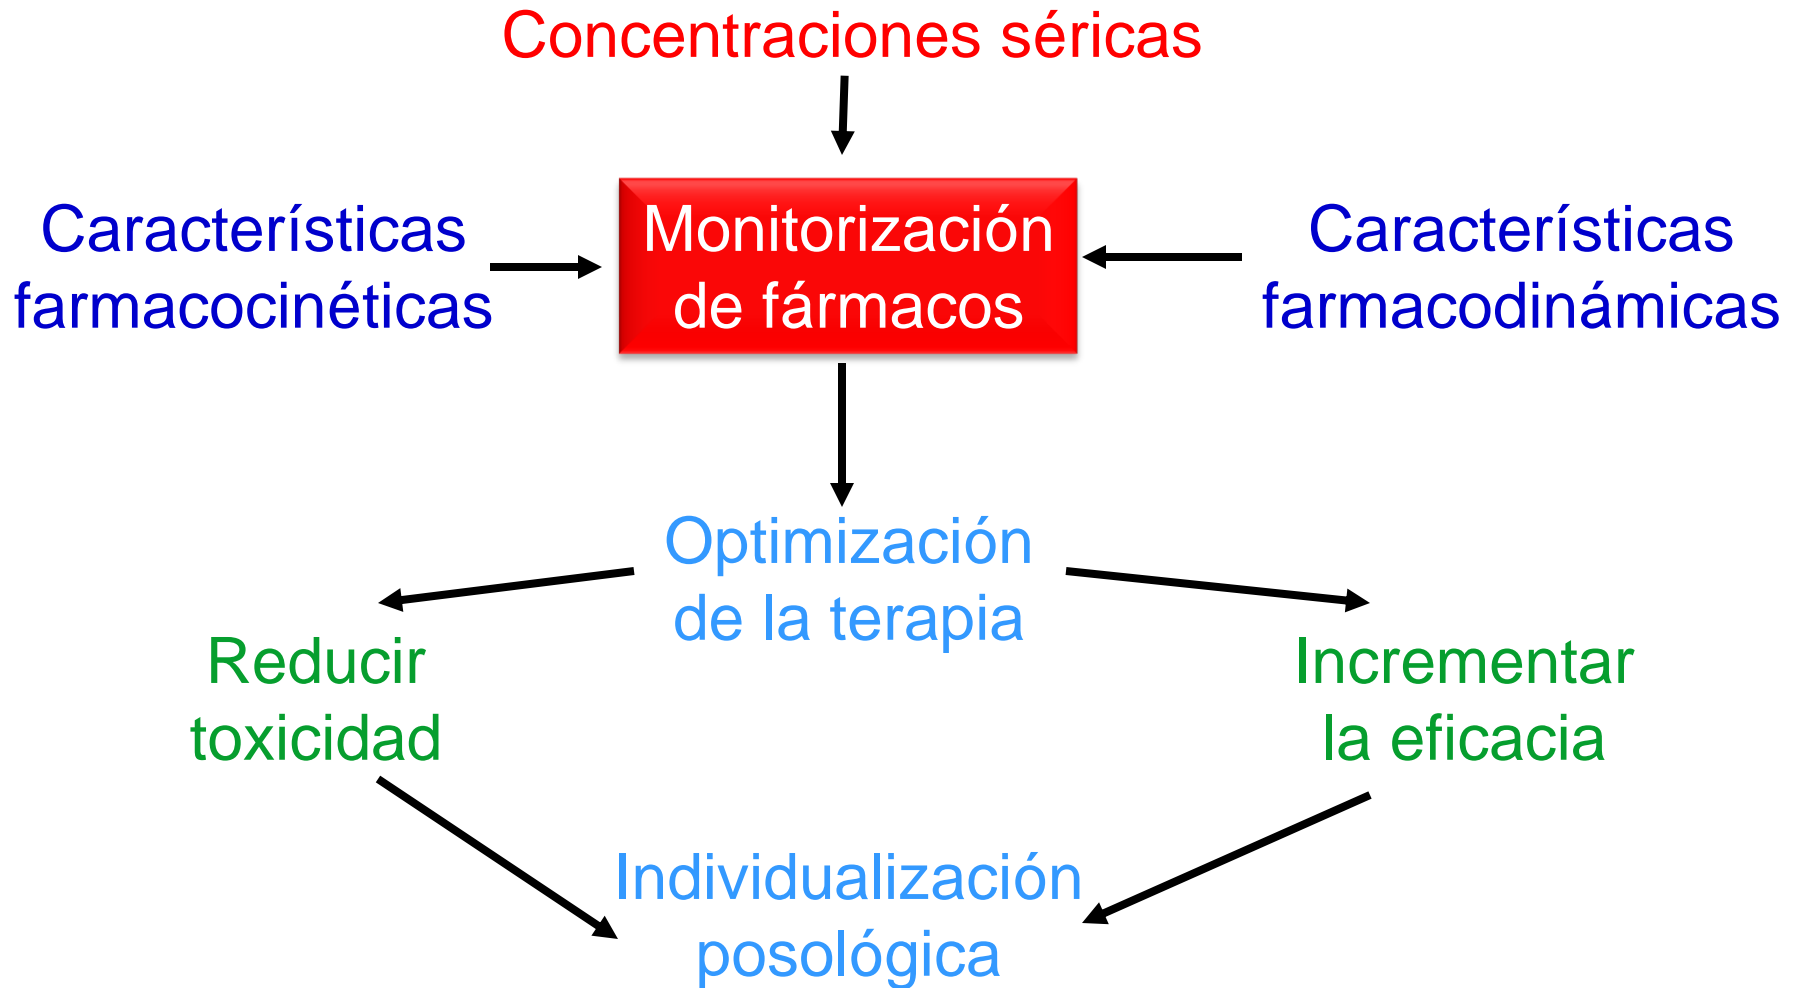 Concentraciones séricas
Características
farmacocinéticas
Monitorización
de fármacos
Características
farmacodinámicas
Optimización
de la terapia
Reducir
toxicidad
Incrementar
la eficacia
Individualización
posológica